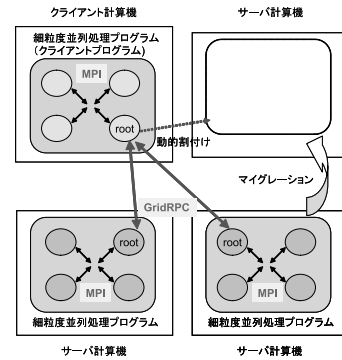 クライアント計算機
サーバ計算機
細粒度並列処理プログラム
(クライアントプログラム)
MPI
root
動的割付け
マイグレーション
GridRPC
root
MPI
細粒度並列処理プログラム
サーバ計算機
root
MPI
細粒度並列処理プログラム
サーバ計算機